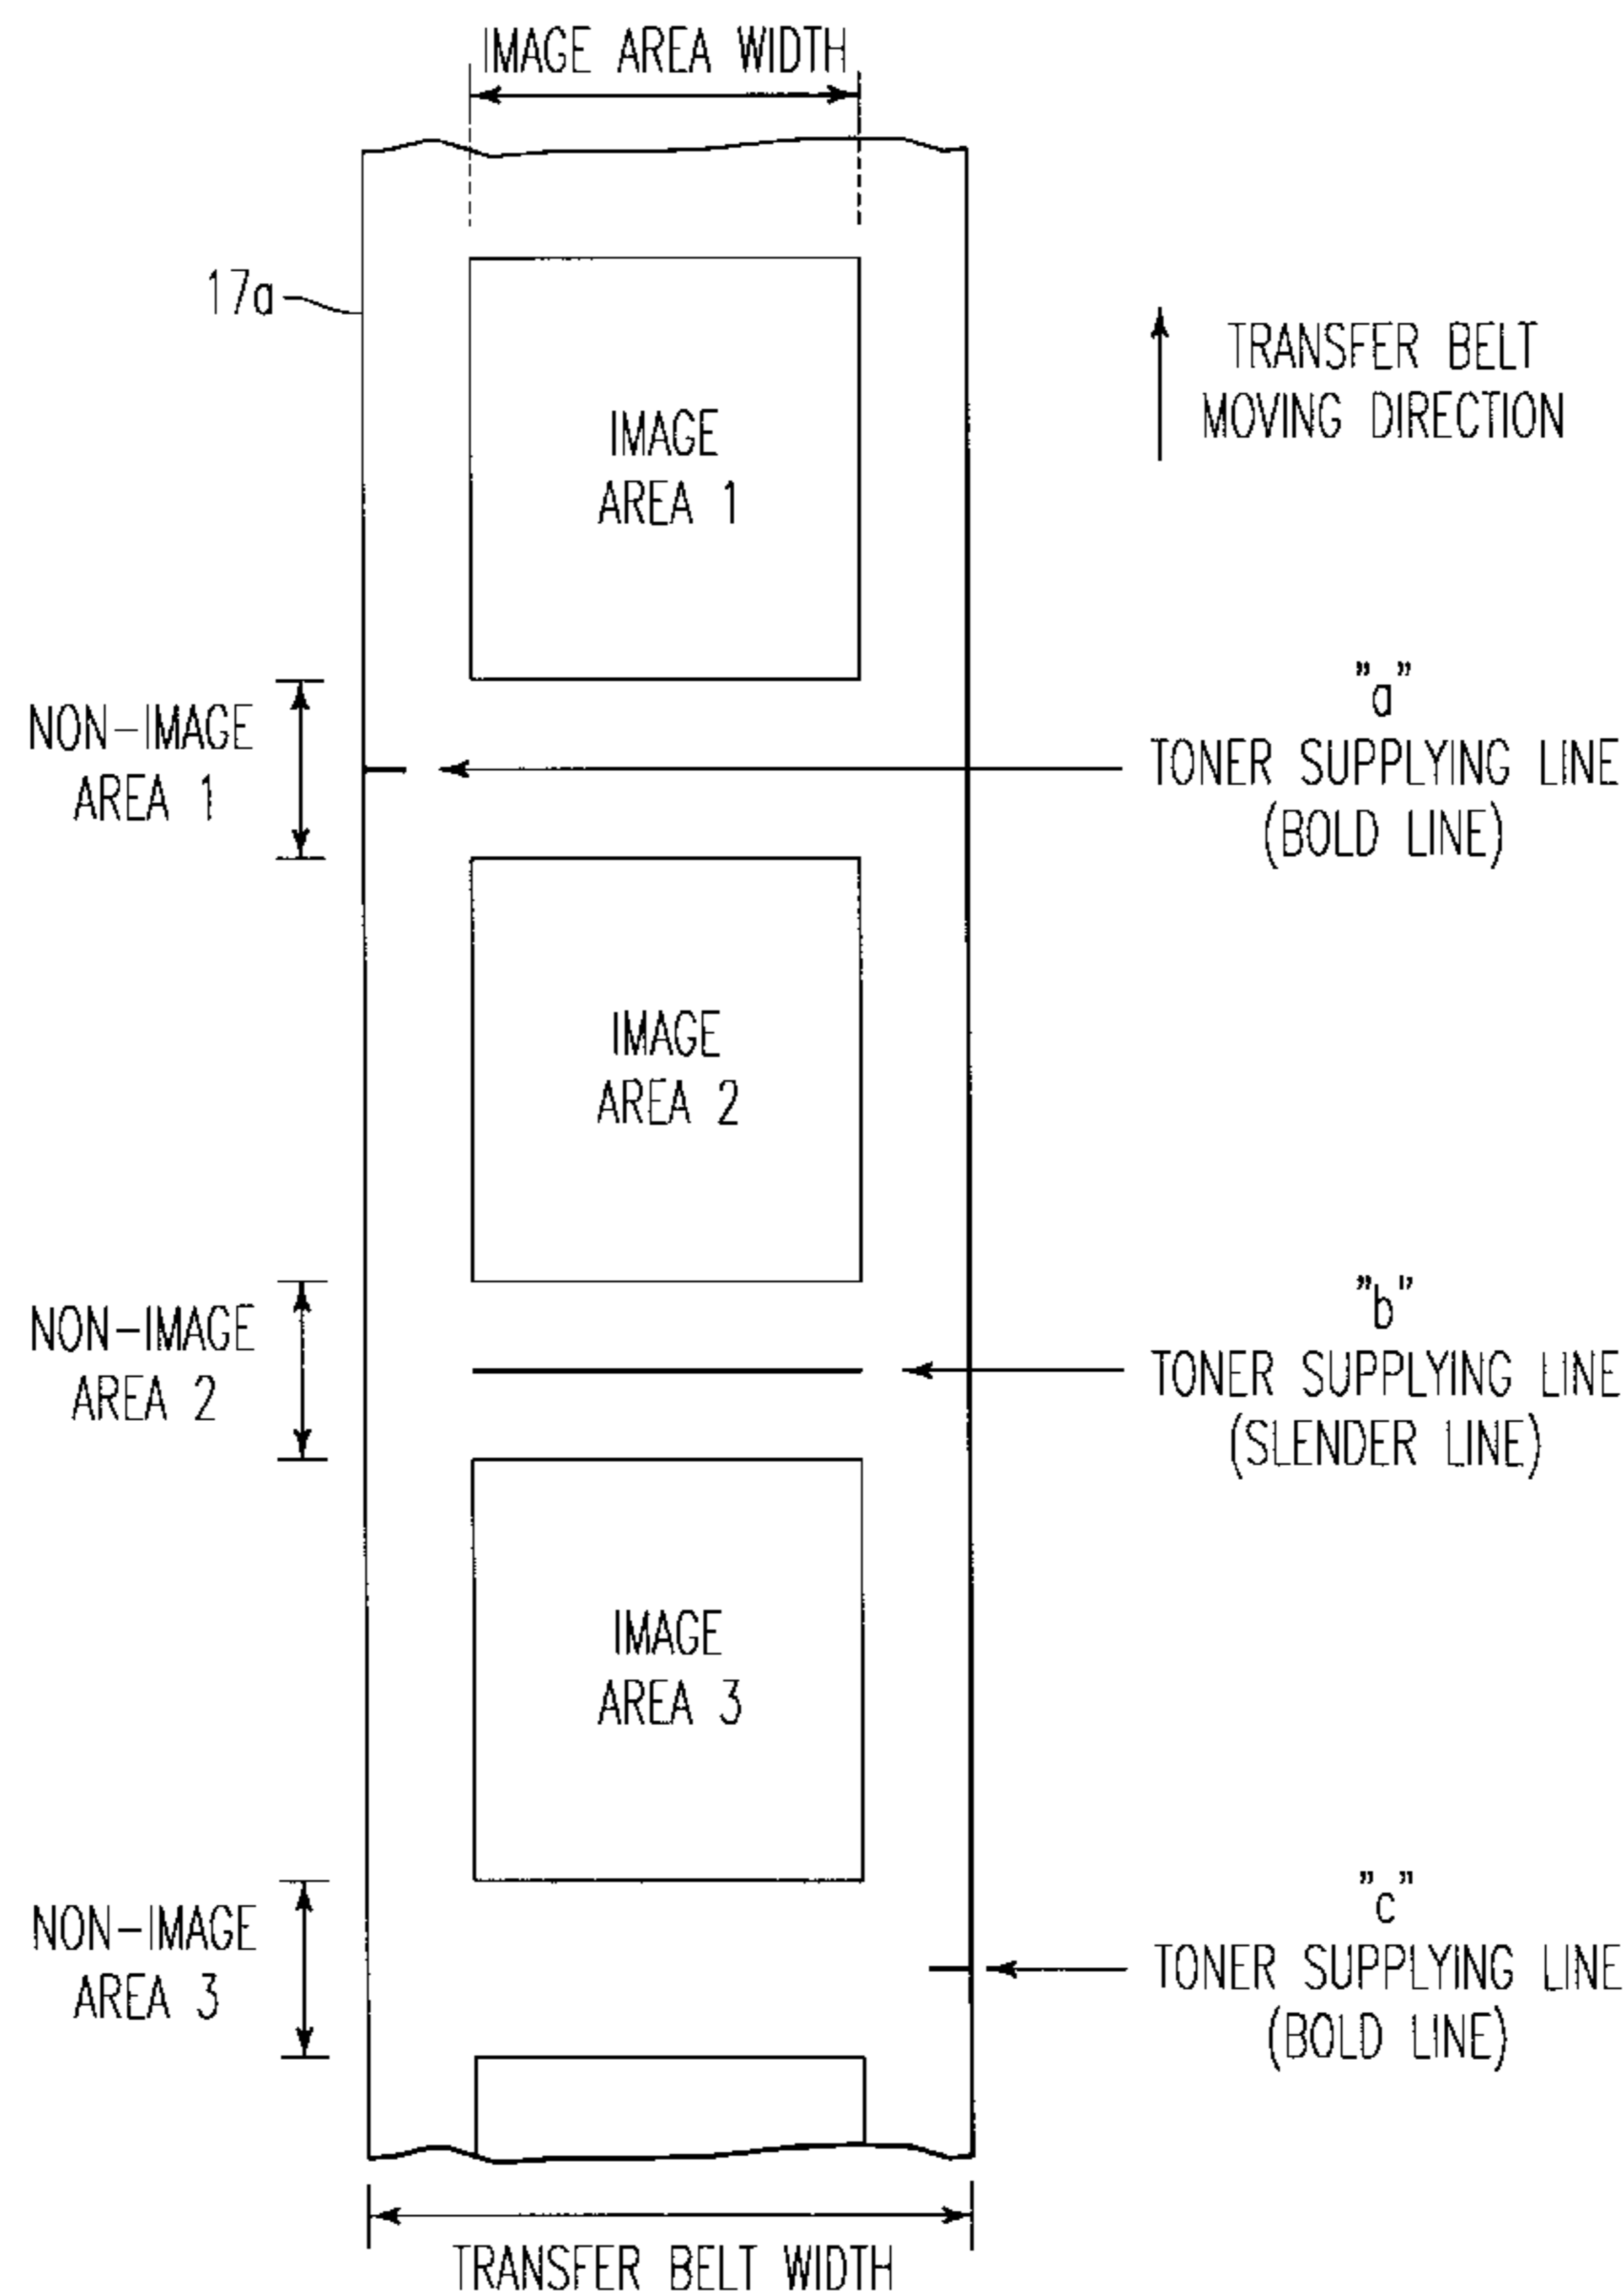 IMAGE AREA WIDTH
17a
IMAGE
AREA 1
TRANSFER BELT
MOVING DIRECTION
NON-IMAGE
AREA 1
"a"
TONER SUPPLYING LINE
(BOLD LINE)
IMAGE
AREA 2
NON-IMAGE
AREA 2
"b"
TONER SUPPLYING LINE
(SLENDER LINE)
IMAGE
AREA 3
NON-IMAGE
AREA 3
"c"
TONER SUPPLYING LINE
(BOLD LINE)
TRANSFER BELT WIDTH